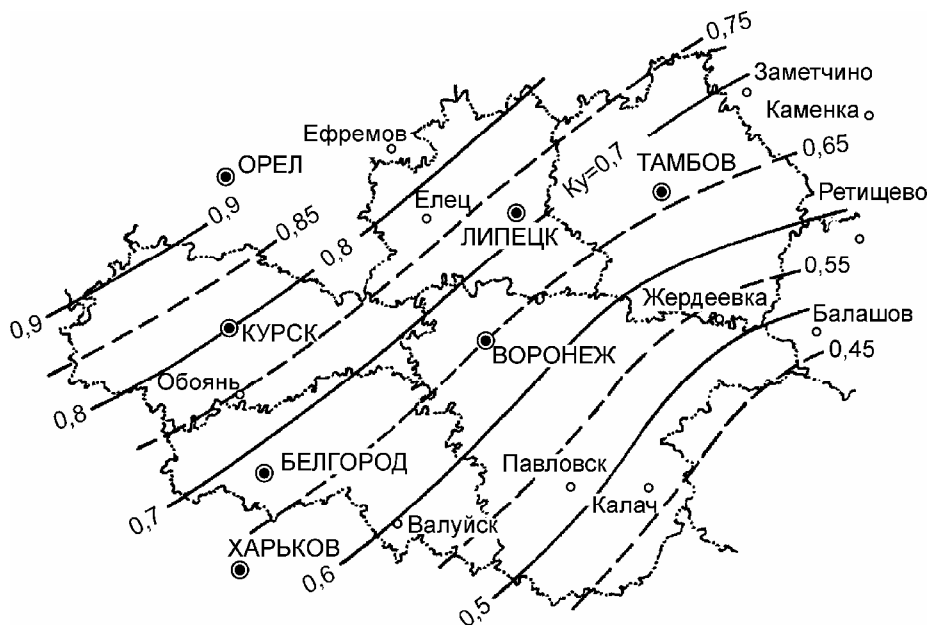 0,75
Заметчино
Каменка
Ефремов
Ку=0,7
0,65
ОРЕЛ
ТАМБОВ
Елец
Ретищево
0,9
0,85
0,8
ЛИПЕЦК
0,55
Жердеевка
0,9
КУРСК
Балашов
ВОРОНЕЖ
0,45
Обоянь
0,8
БЕЛГОРОД
Павловск
Калач
0,7
Валуйск
ХАРЬКОВ
0,6
0,5